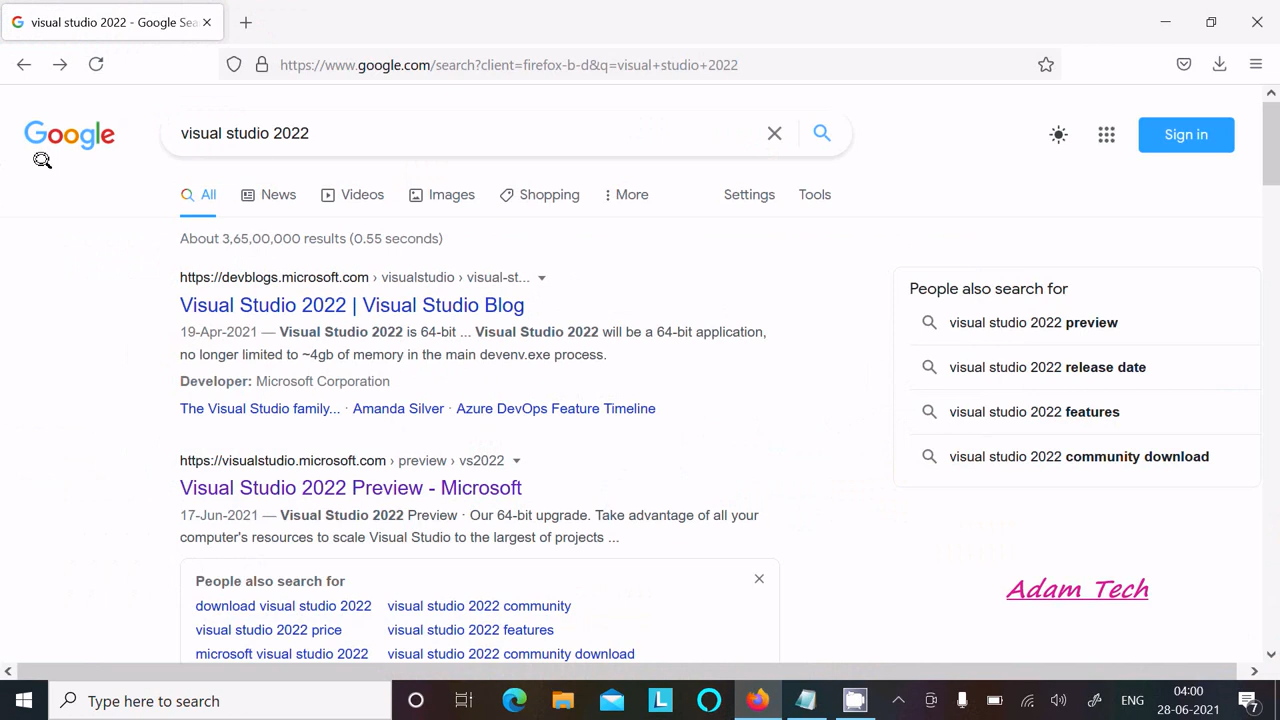 visual studio 2022 - Google Sea
https://www.google.com/search?client=firefox-b-d&q=visual+studio+2022
Google
visual studio 2022
Sign in
All News Videos Images Shopping More Settings Tools
About 3,65,00,000 results (0.55 seconds)
https://devblogs.microsoft.com › visualstudio › visual-st...
Visual Studio 2022 | Visual Studio Blog
19-Apr-2021 — Visual Studio 2022 is 64-bit ... Visual Studio 2022 will be a 64-bit application,
no longer limited to ~4gb of memory in the main devenv.exe process.
Developer: Microsoft Corporation
The Visual Studio family... · Amanda Silver · Azure DevOps Feature Timeline
https://visualstudio.microsoft.com › preview › vs2022
Visual Studio 2022 Preview - Microsoft
17-Jun-2021 — Visual Studio 2022 Preview · Our 64-bit upgrade. Take advantage of all your
computer's resources to scale Visual Studio to the largest of projects ...
People also search for
download visual studio 2022 visual studio 2022 community
visual studio 2022 price visual studio 2022 features
microsoft visual studio 2022 visual studio 2022 community download
People also search for
visual studio 2022 preview
visual studio 2022 release date
visual studio 2022 features
visual studio 2022 community download
Adam Tech
Type here to search
L
ENG
04:00
28-06-2021
7